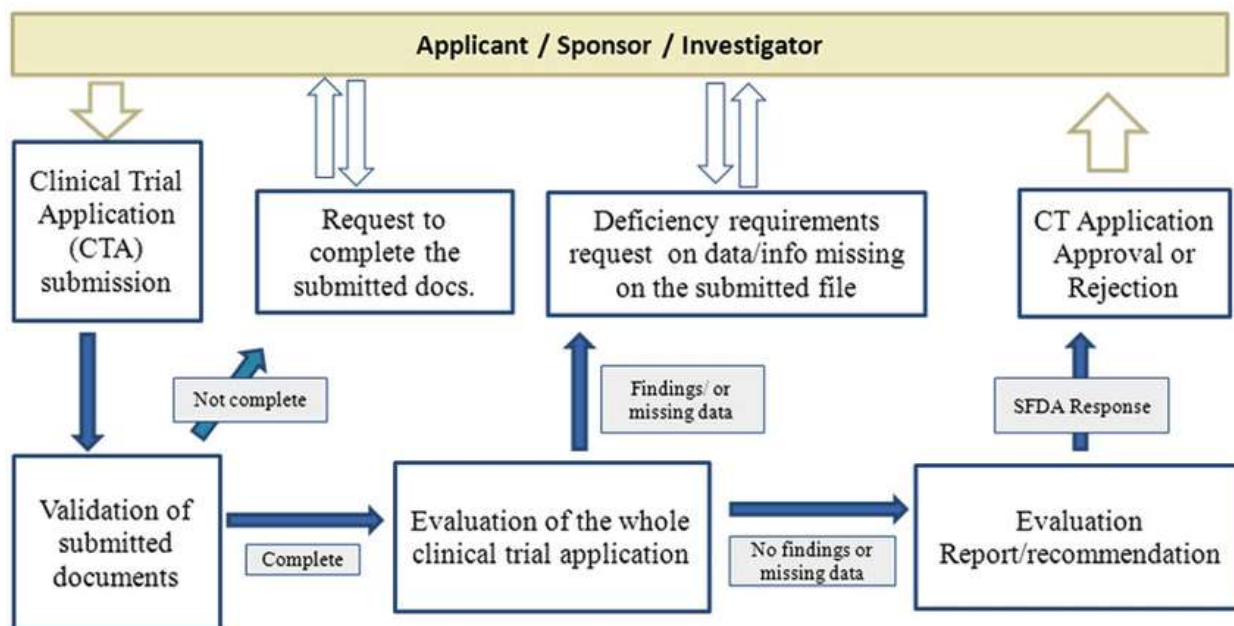 Applicant / Sponsor / Investigator
Clinical Trial
Application
(CTA)
submission
Request to
complete the
submitted docs.
Deficiency requirements
request on data/info missing
on the submitted file
CT Application
Approval or
Rejection
Not complete
Findings/ or
missing data
SFDA Response
Validation of
submitted
documents
Complete
Evaluation of the whole
clinical trial application
No findings or
missing data
Evaluation
Report/recommendation